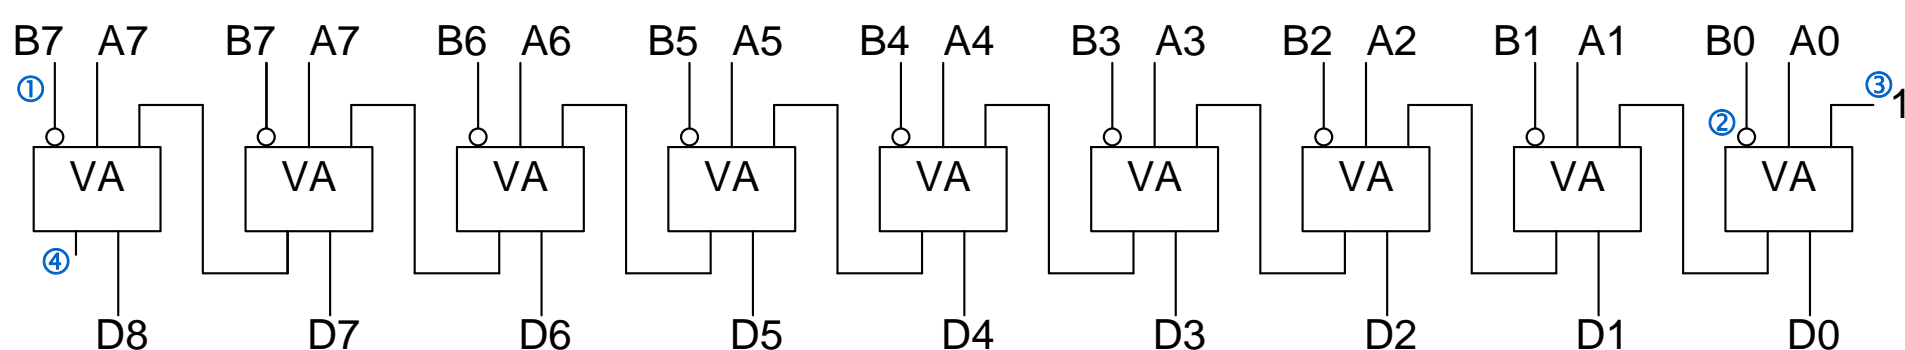 B7 A7 B7 A7 B6 A6 B5 A5 B4 A4 B3 A3 B2 A2 B1 A1 B0 A0
① ③ 1
②
VA VA VA VA VA VA VA VA VA
④
D8 D7 D6 D5 D4 D3 D2 D1 D0